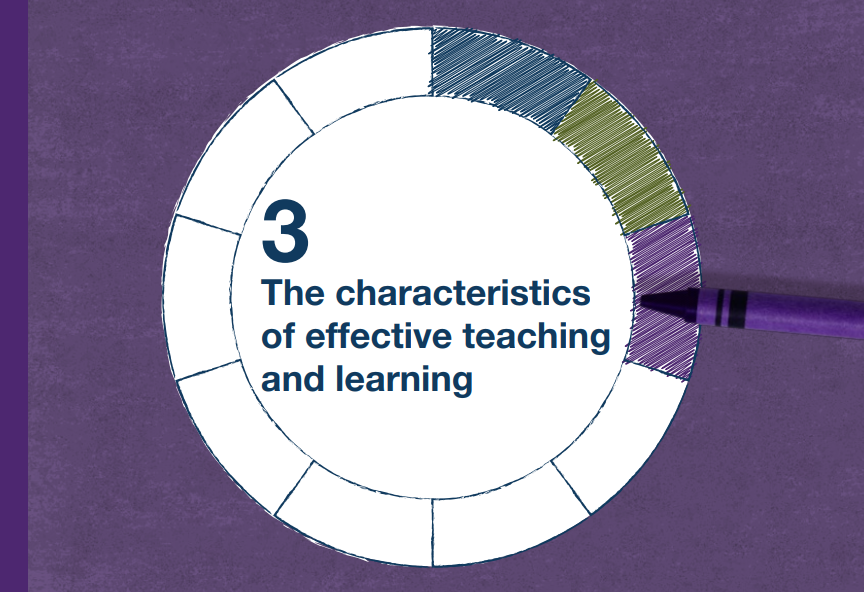 3
The characteristics
of effective teaching
and learning